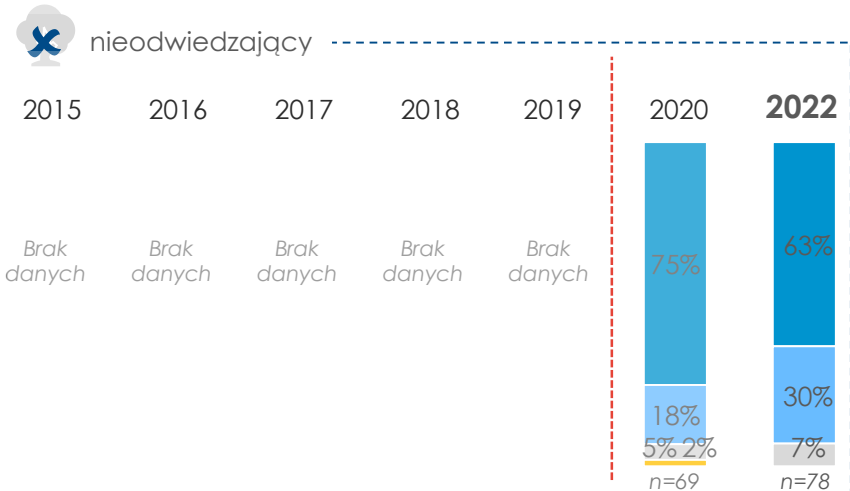 nieodwiedzający
2015 2016 2017 2018 2019 2020 2022
Brak danych
Brak danych
Brak danych
Brak danych
Brak danych
75%
63%
18%
30%
5% 2%
7%
n=69
n=78